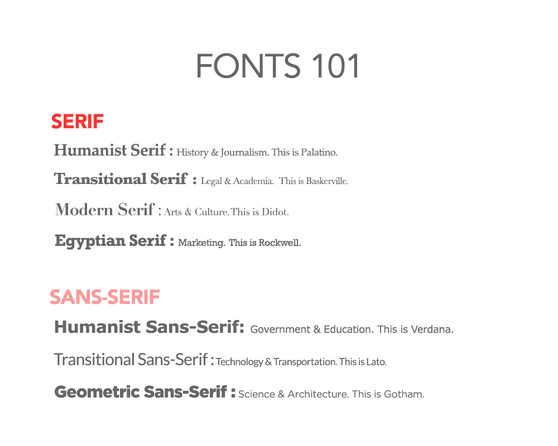 FONTS 101
SERIF
Humanist Serif : History & Journalism. This is Palatino.
Transitional Serif : Legal & Academia. This is Baskerville.
Modern Serif : Arts & Culture. This is Didot.
Egyptian Serif : Marketing. This is Rockwell.
SANS-SERIF
Humanist Sans-Serif: Government & Education. This is Verdana.
Transitional Sans-Serif : Technology & Transportation. This is Lato.
Geometric Sans-Serif : Science & Architecture. This is Gotham.